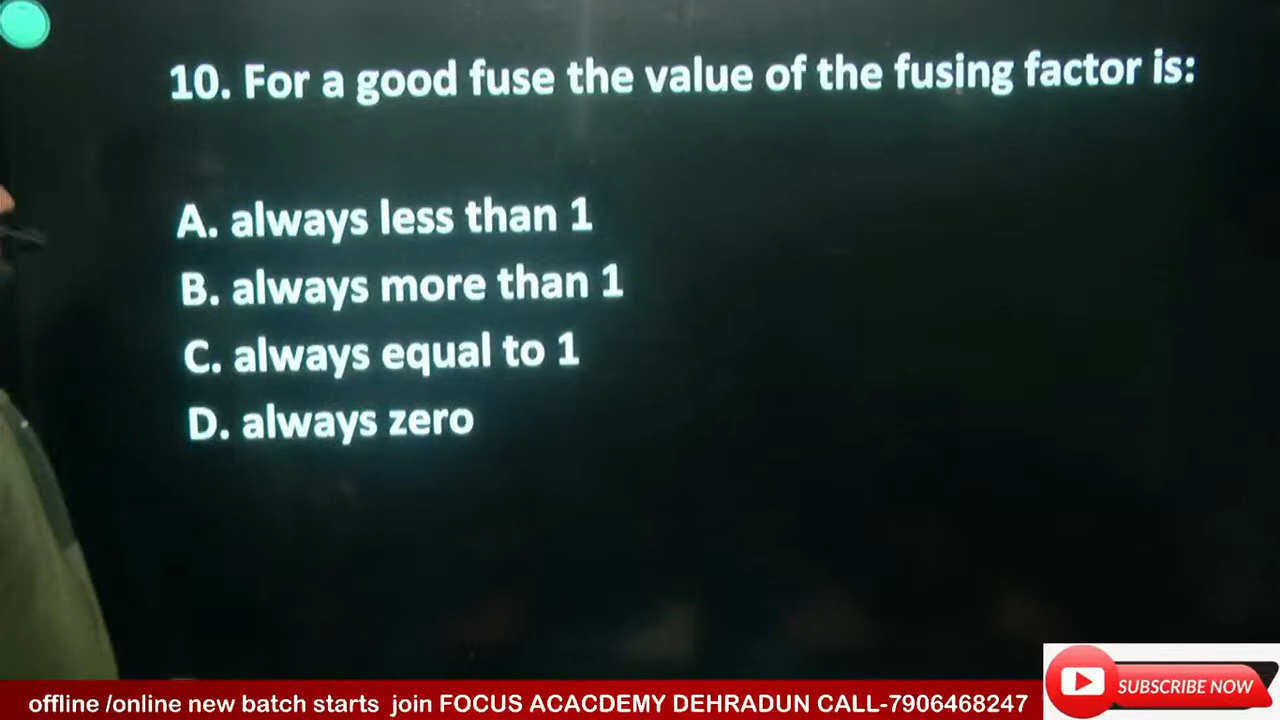 10. For a good fuse the value of the fusing factor is:
A. always less than 1
B. always more than 1
C. always equal to 1
D. always zero
offline /online new batch starts join FOCUS ACACDEMY DEHRADUN CALL-7906468247
SUBSCRIBE NOW